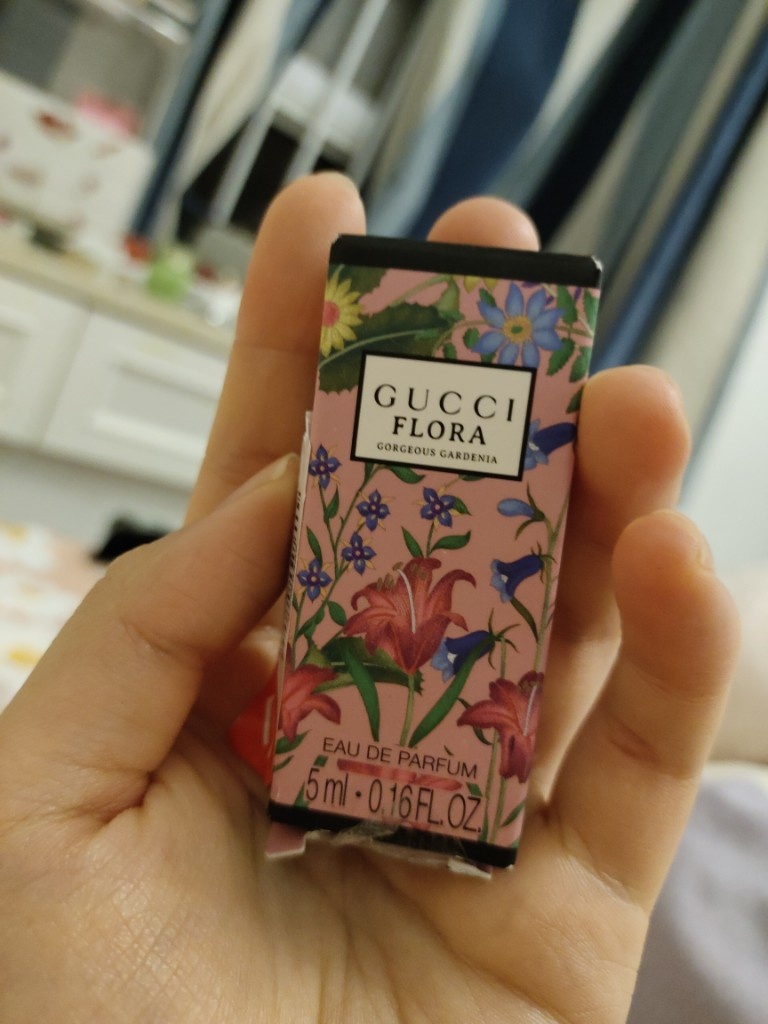 GUCCI
FLORA
GORGEOUS GARDENIA
EAU DE PARFUM
5 ml • 0.16 FL. OZ.